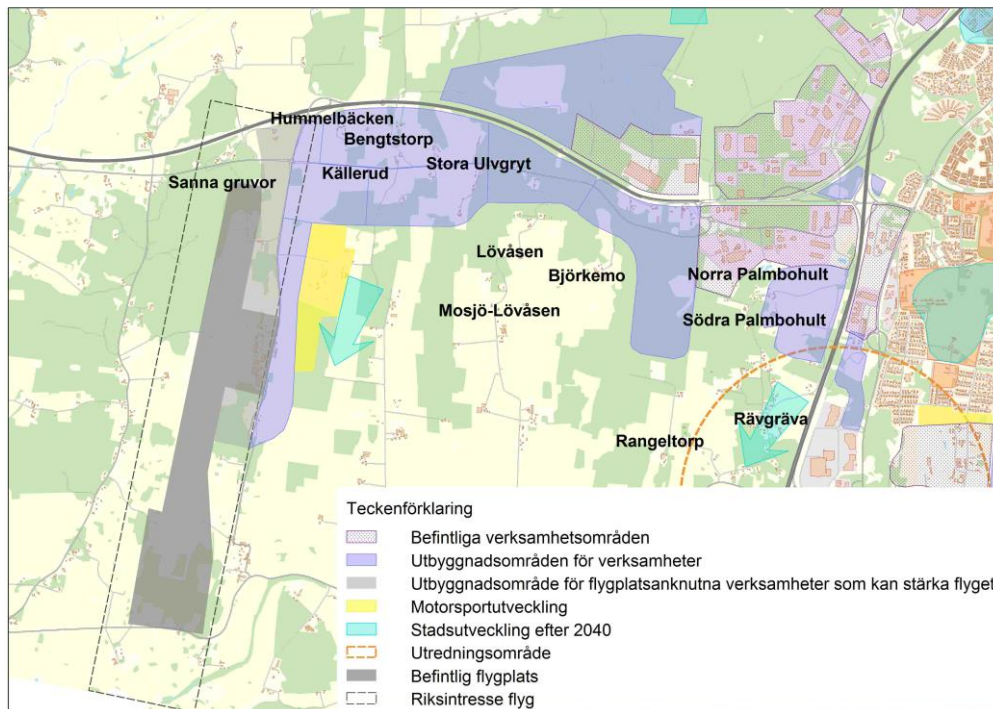 Hummelbäcken
Bengtstorp
Källerud
Stora Ulvgryt
Sanna gruvor
Lövåsen
Björkemo
Norra Palmbohult
Mosjö-Lövåsen
Södra Palmbohult
Rävgräva
Rangeltorp
Teckenförklaring
Befintliga verksamhetsområden
Utbyggnadsområden för verksamheter
Utbyggnadsområde för flygplatsanknutna verksamheter som kan stärka flyget
Motorsportutveckling
Stadsutveckling efter 2040
Utredningsområde
Befintlig flygplats
Riksintresse flyg